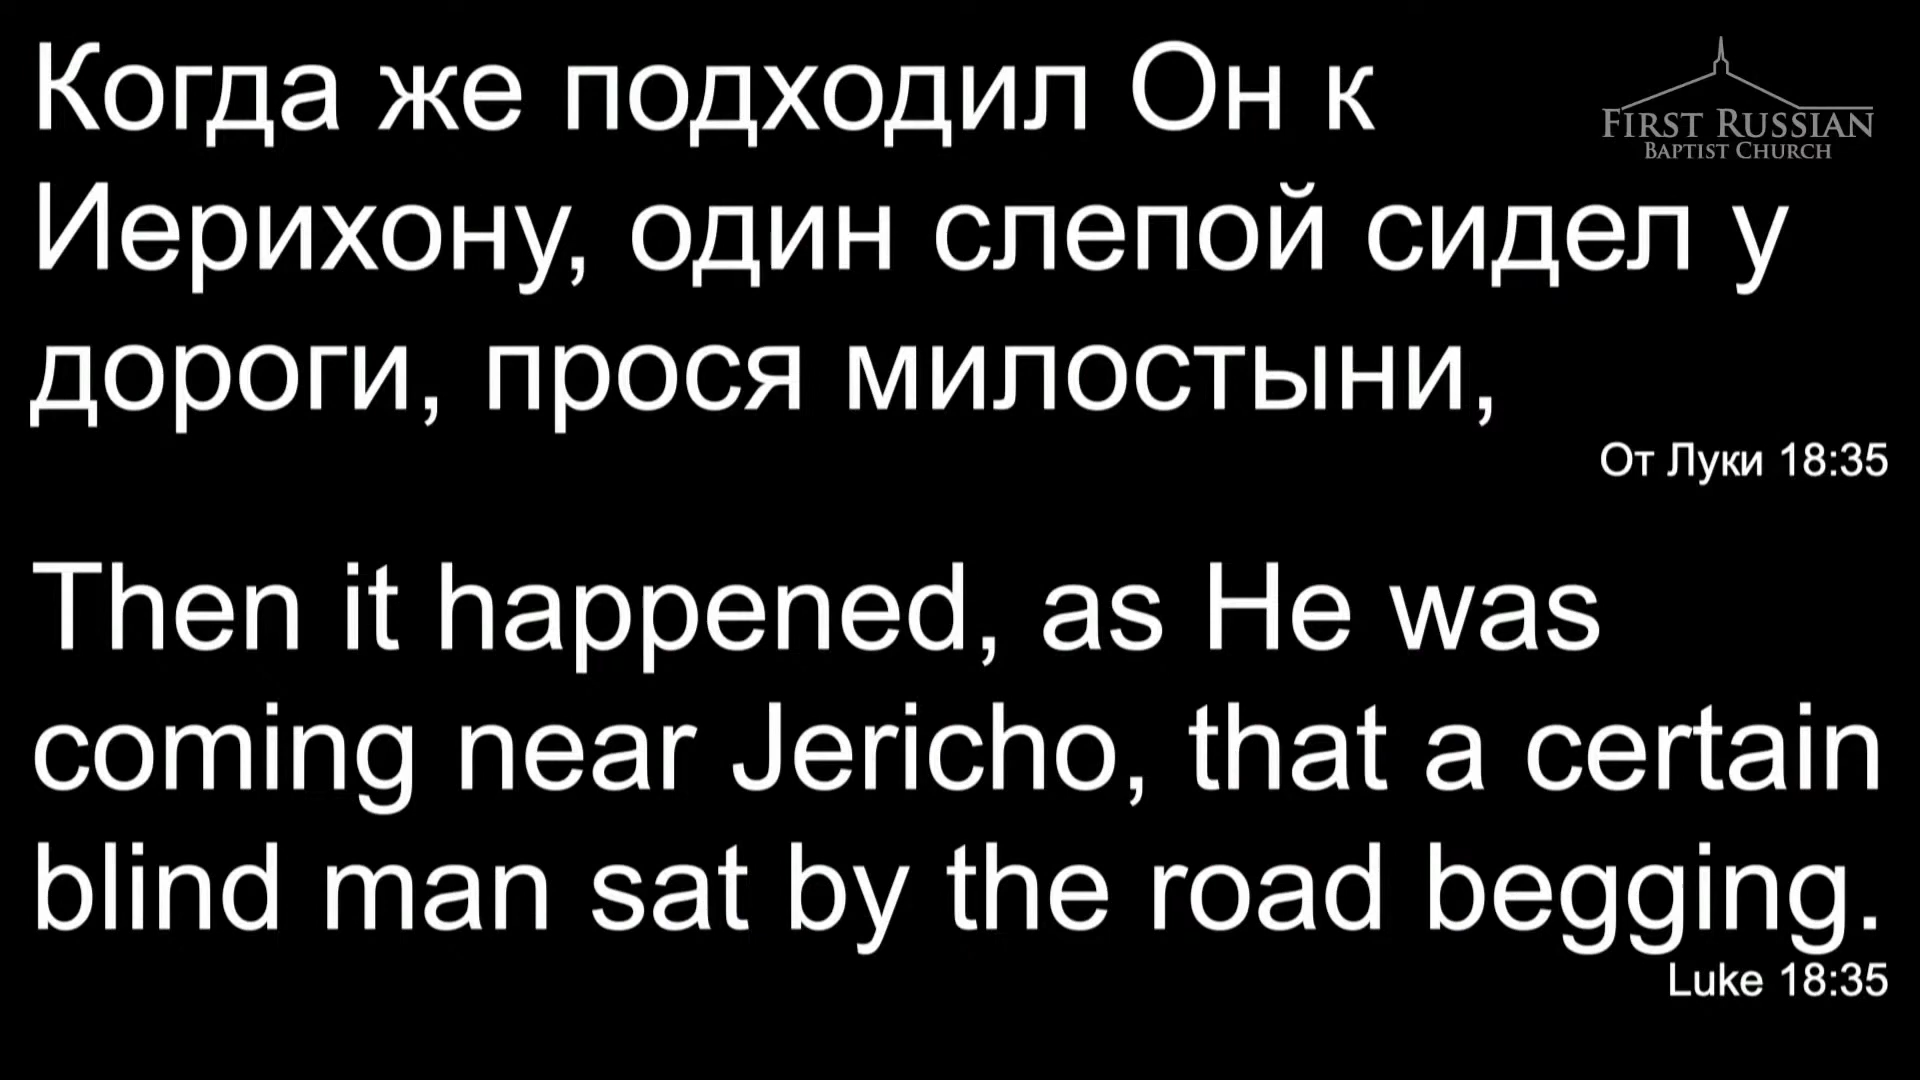 Когда же подходил Он к
Иерихону, один слепой сидел у
дороги, прося милостыни,
От Луки 18:35
Then it happened, as He was
coming near Jericho, that a certain
blind man sat by the road begging.
Luke 18:35
FIRST RUSSIAN
BAPTIST CHURCH